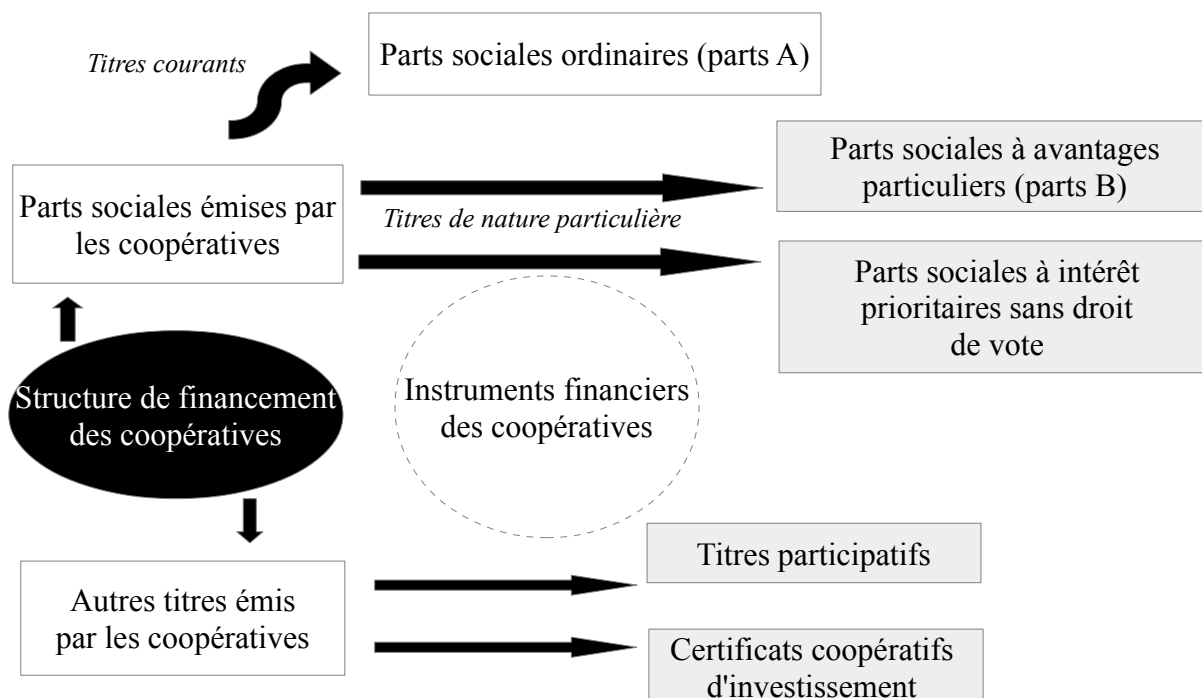 Titres courants
Parts sociales ordinaires (parts A)
Parts sociales émises par
les coopératives
Titres de nature particulière
Parts sociales à avantages
particuliers (parts B)
Parts sociales à intérêt
prioritaires sans droit
de vote
Structure de financement
des coopératives
Instruments financiers
des coopératives
Autres titres émis
par les coopératives
Titres participatifs
Certificats coopératifs
d'investissement